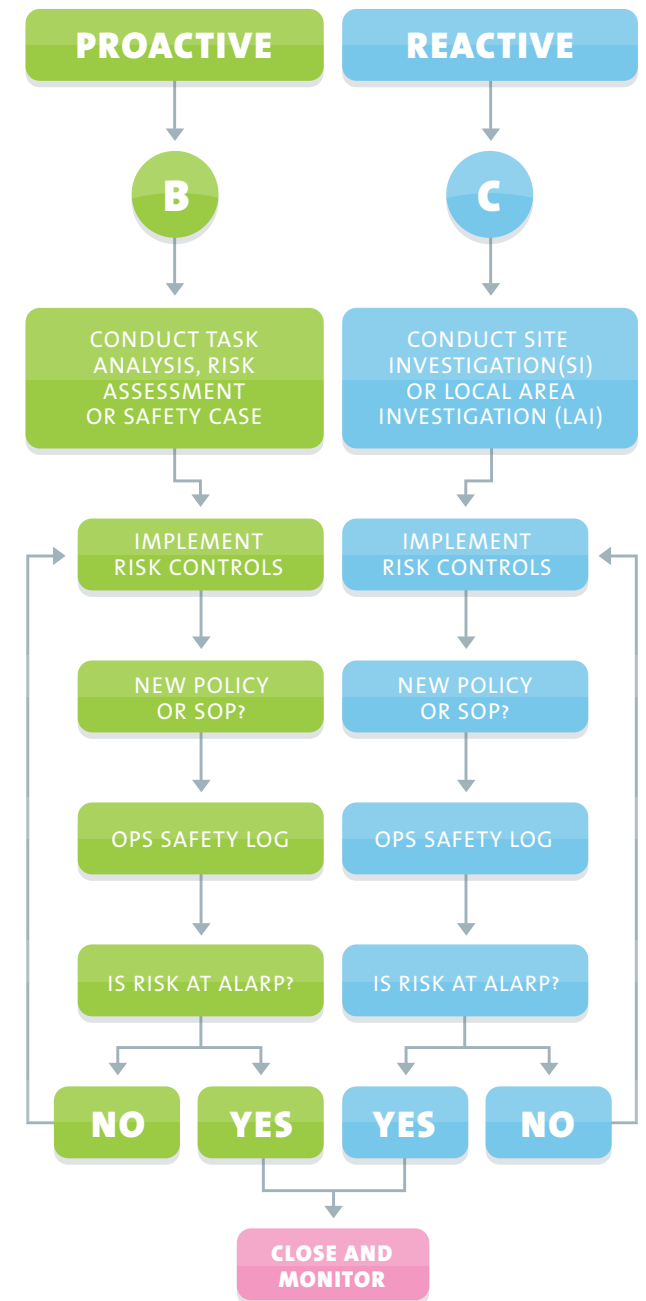 PROACTIVE
B
CONDUCT TASK
ANALYSIS, RISK
ASSESSMENT
OR SAFETY CASE
IMPLEMENT
RISK CONTROLS
NEW POLICY
OR SOP?
OPS SAFETY LOG
IS RISK AT ALARP?
NO
YES
REACTIVE
C
CONDUCT SITE
INVESTIGATION(SI)
OR LOCAL AREA
INVESTIGATION (LAI)
IMPLEMENT
RISK CONTROLS
NEW POLICY
OR SOP?
OPS SAFETY LOG
IS RISK AT ALARP?
YES
NO
CLOSE AND
MONITOR